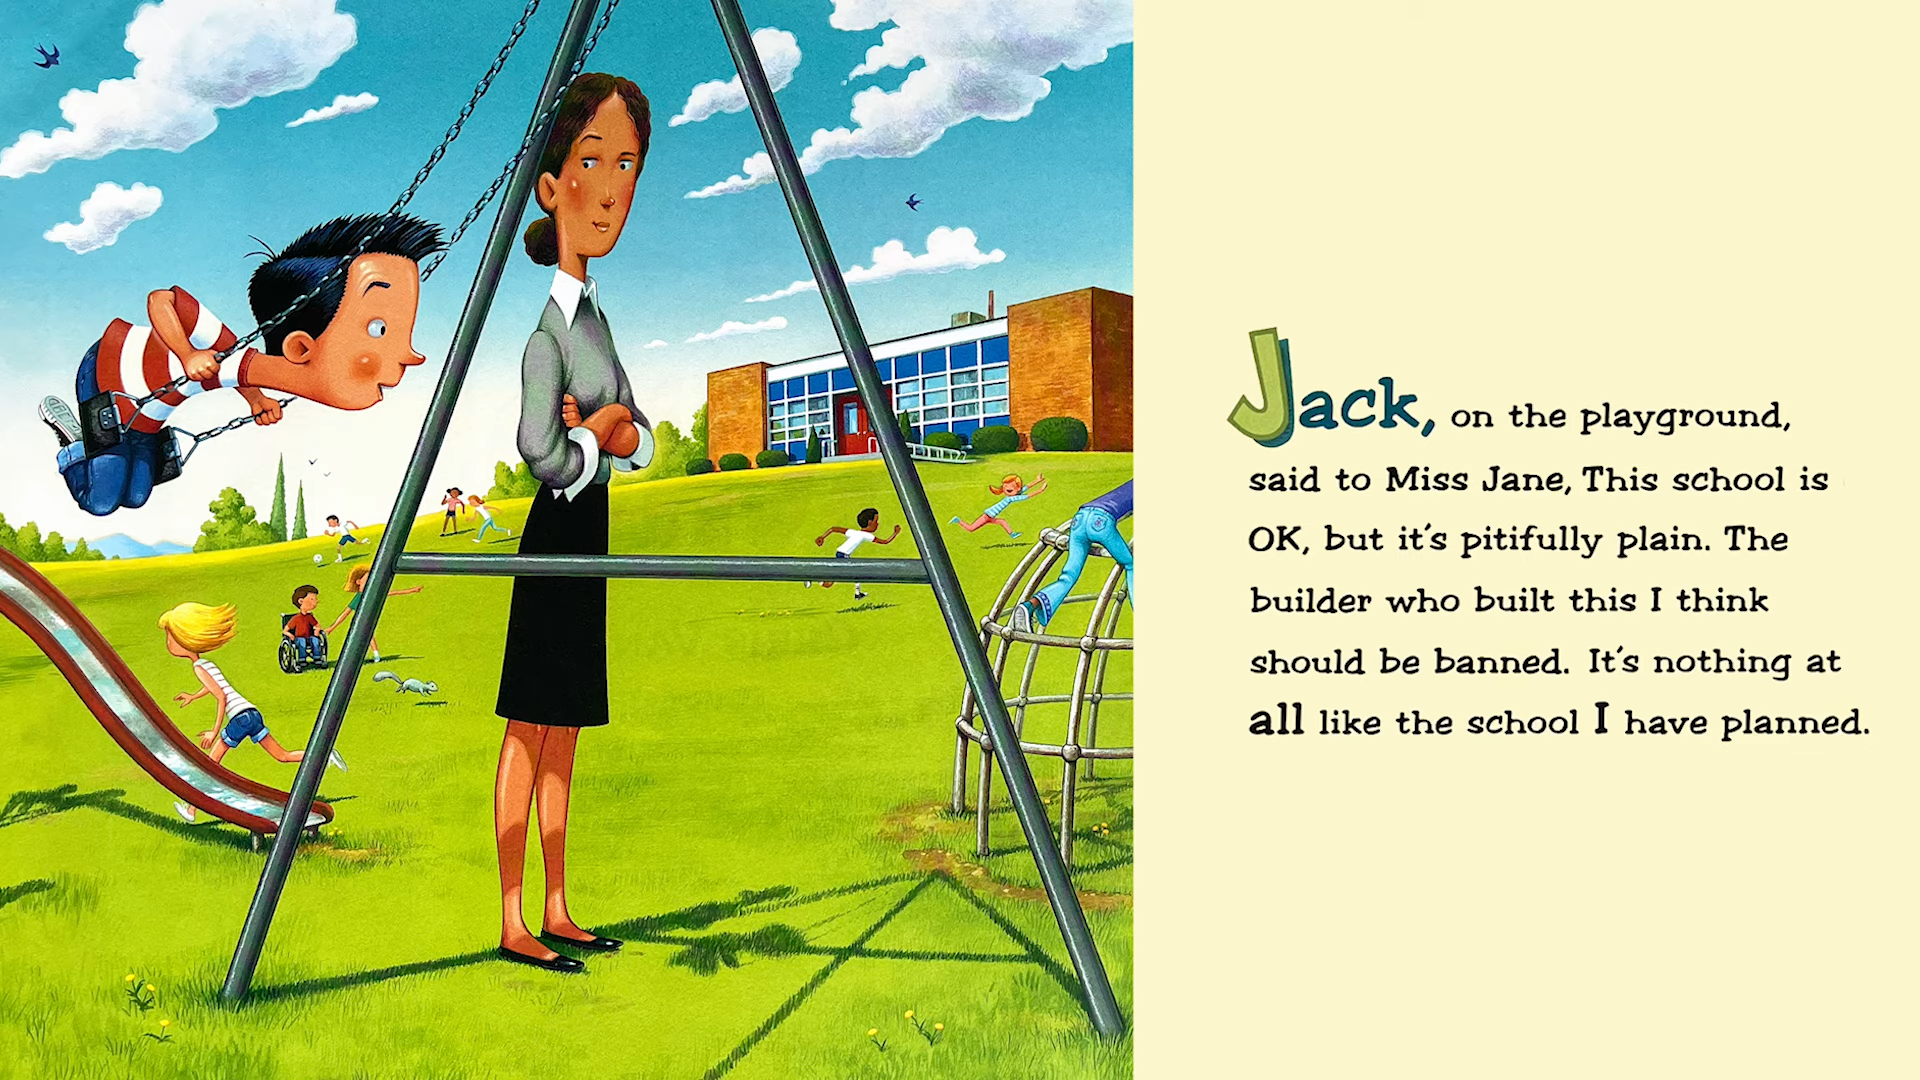 Jack, on the playground,
said to Miss Jane, This school is
OK, but it's pitifully plain. The
builder who built this I think
should be banned. It's nothing at
all like the school I have planned.